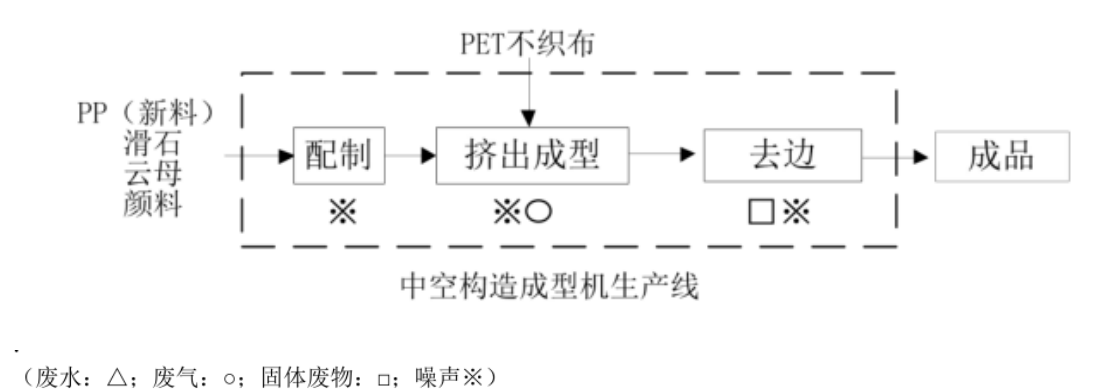 PET不织布
PP（新料）
滑石
云母
颜料
配制
挤出成型
去边
成品
※
※○
□※
中空构造成型机生产线
（废水：△；废气：○；固体废物：□；噪声※）